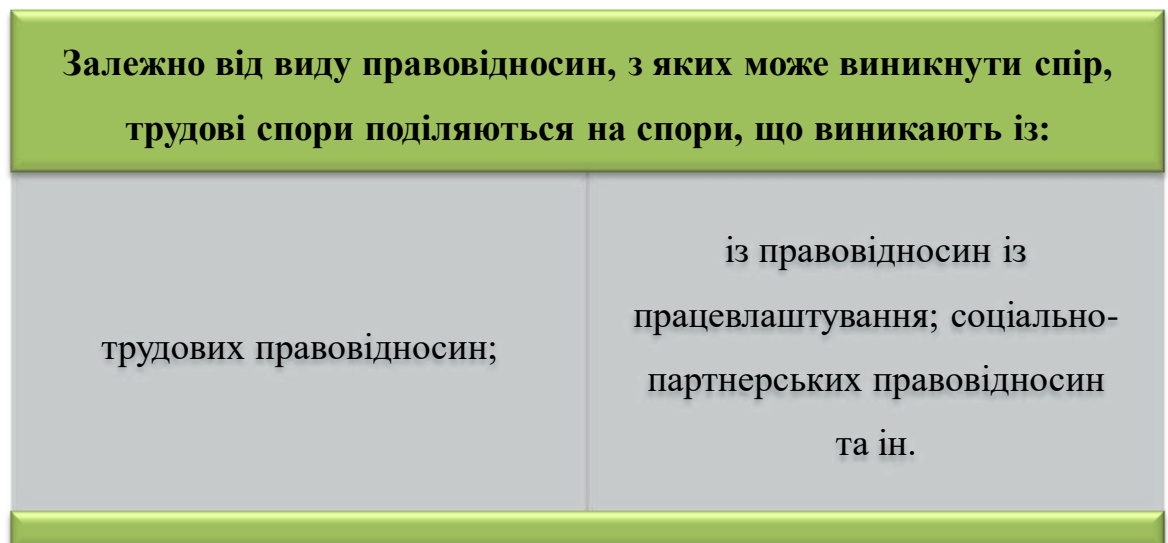 Залежно від виду правовідносин, з яких може виникнути спір,
трудові спори поділяються на спори, що виникають із:
трудових правовідносин;
із правовідносин із
працевлаштування; соціально-
партнерських правовідносин
та ін.